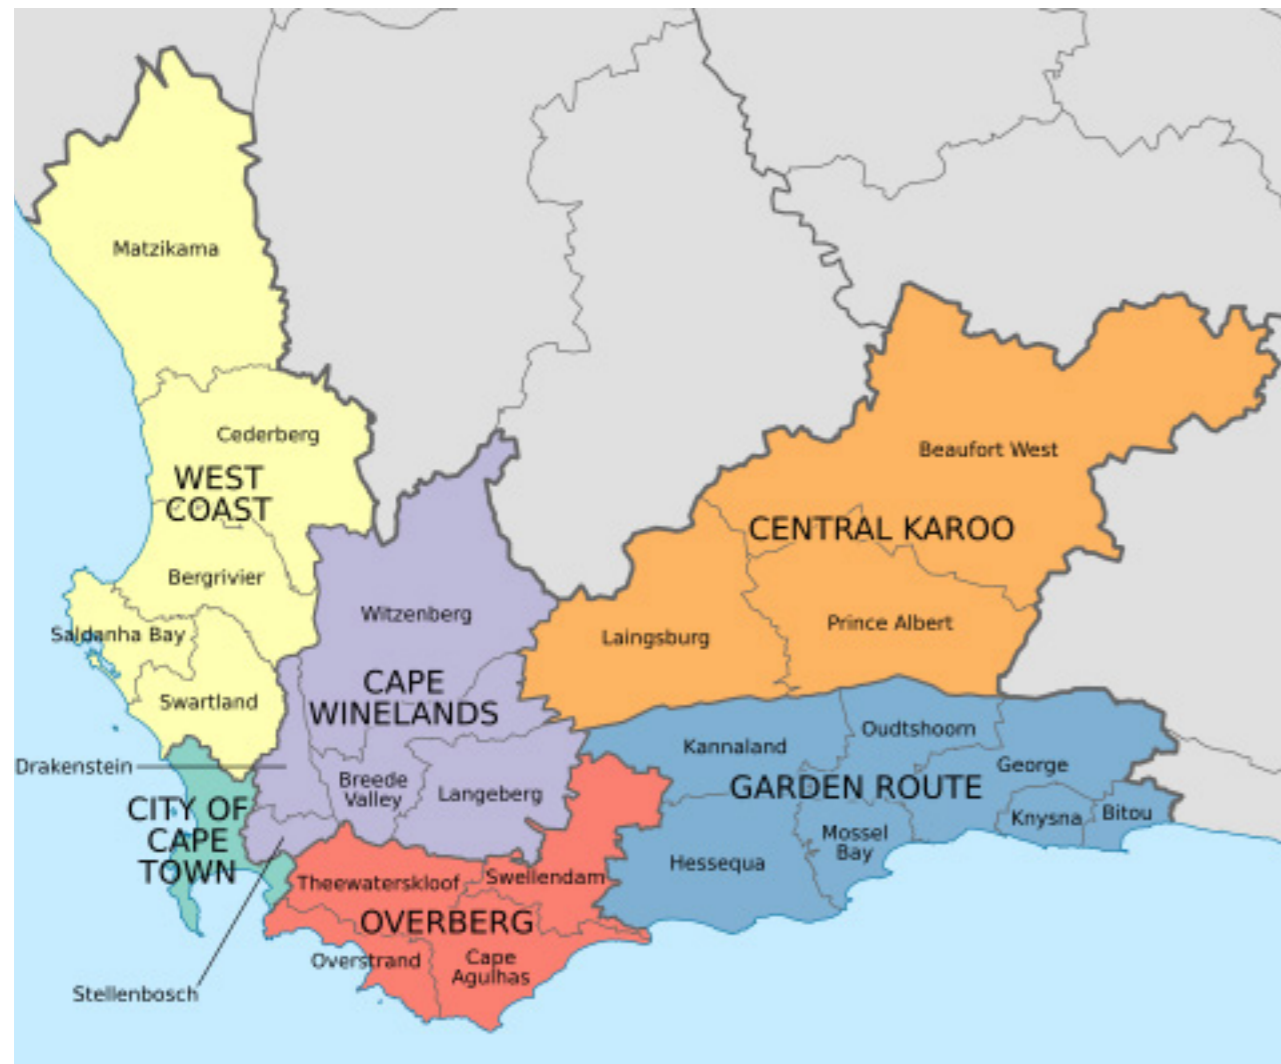 Matzikama
Cederberg
WEST
COAST
Bergrivier
Saldanha Bay
Swartland
Drakenstein
CITY OF
CAPE
TOWN
Stellenbosch
Witzenberg
CAPE
WINELANDS
Breede
Valley
Langeberg
Theewaterskloof
Swellendam
OVERBERG
Overstrand
Cape
Agulhas
Beaufort West
CENTRAL KAROO
Laingsburg
Prince Albert
Kannaland
Oudtshoorn
George
GARDEN ROUTE
Knysna
Bitou
Mossel
Bay
Hessequa